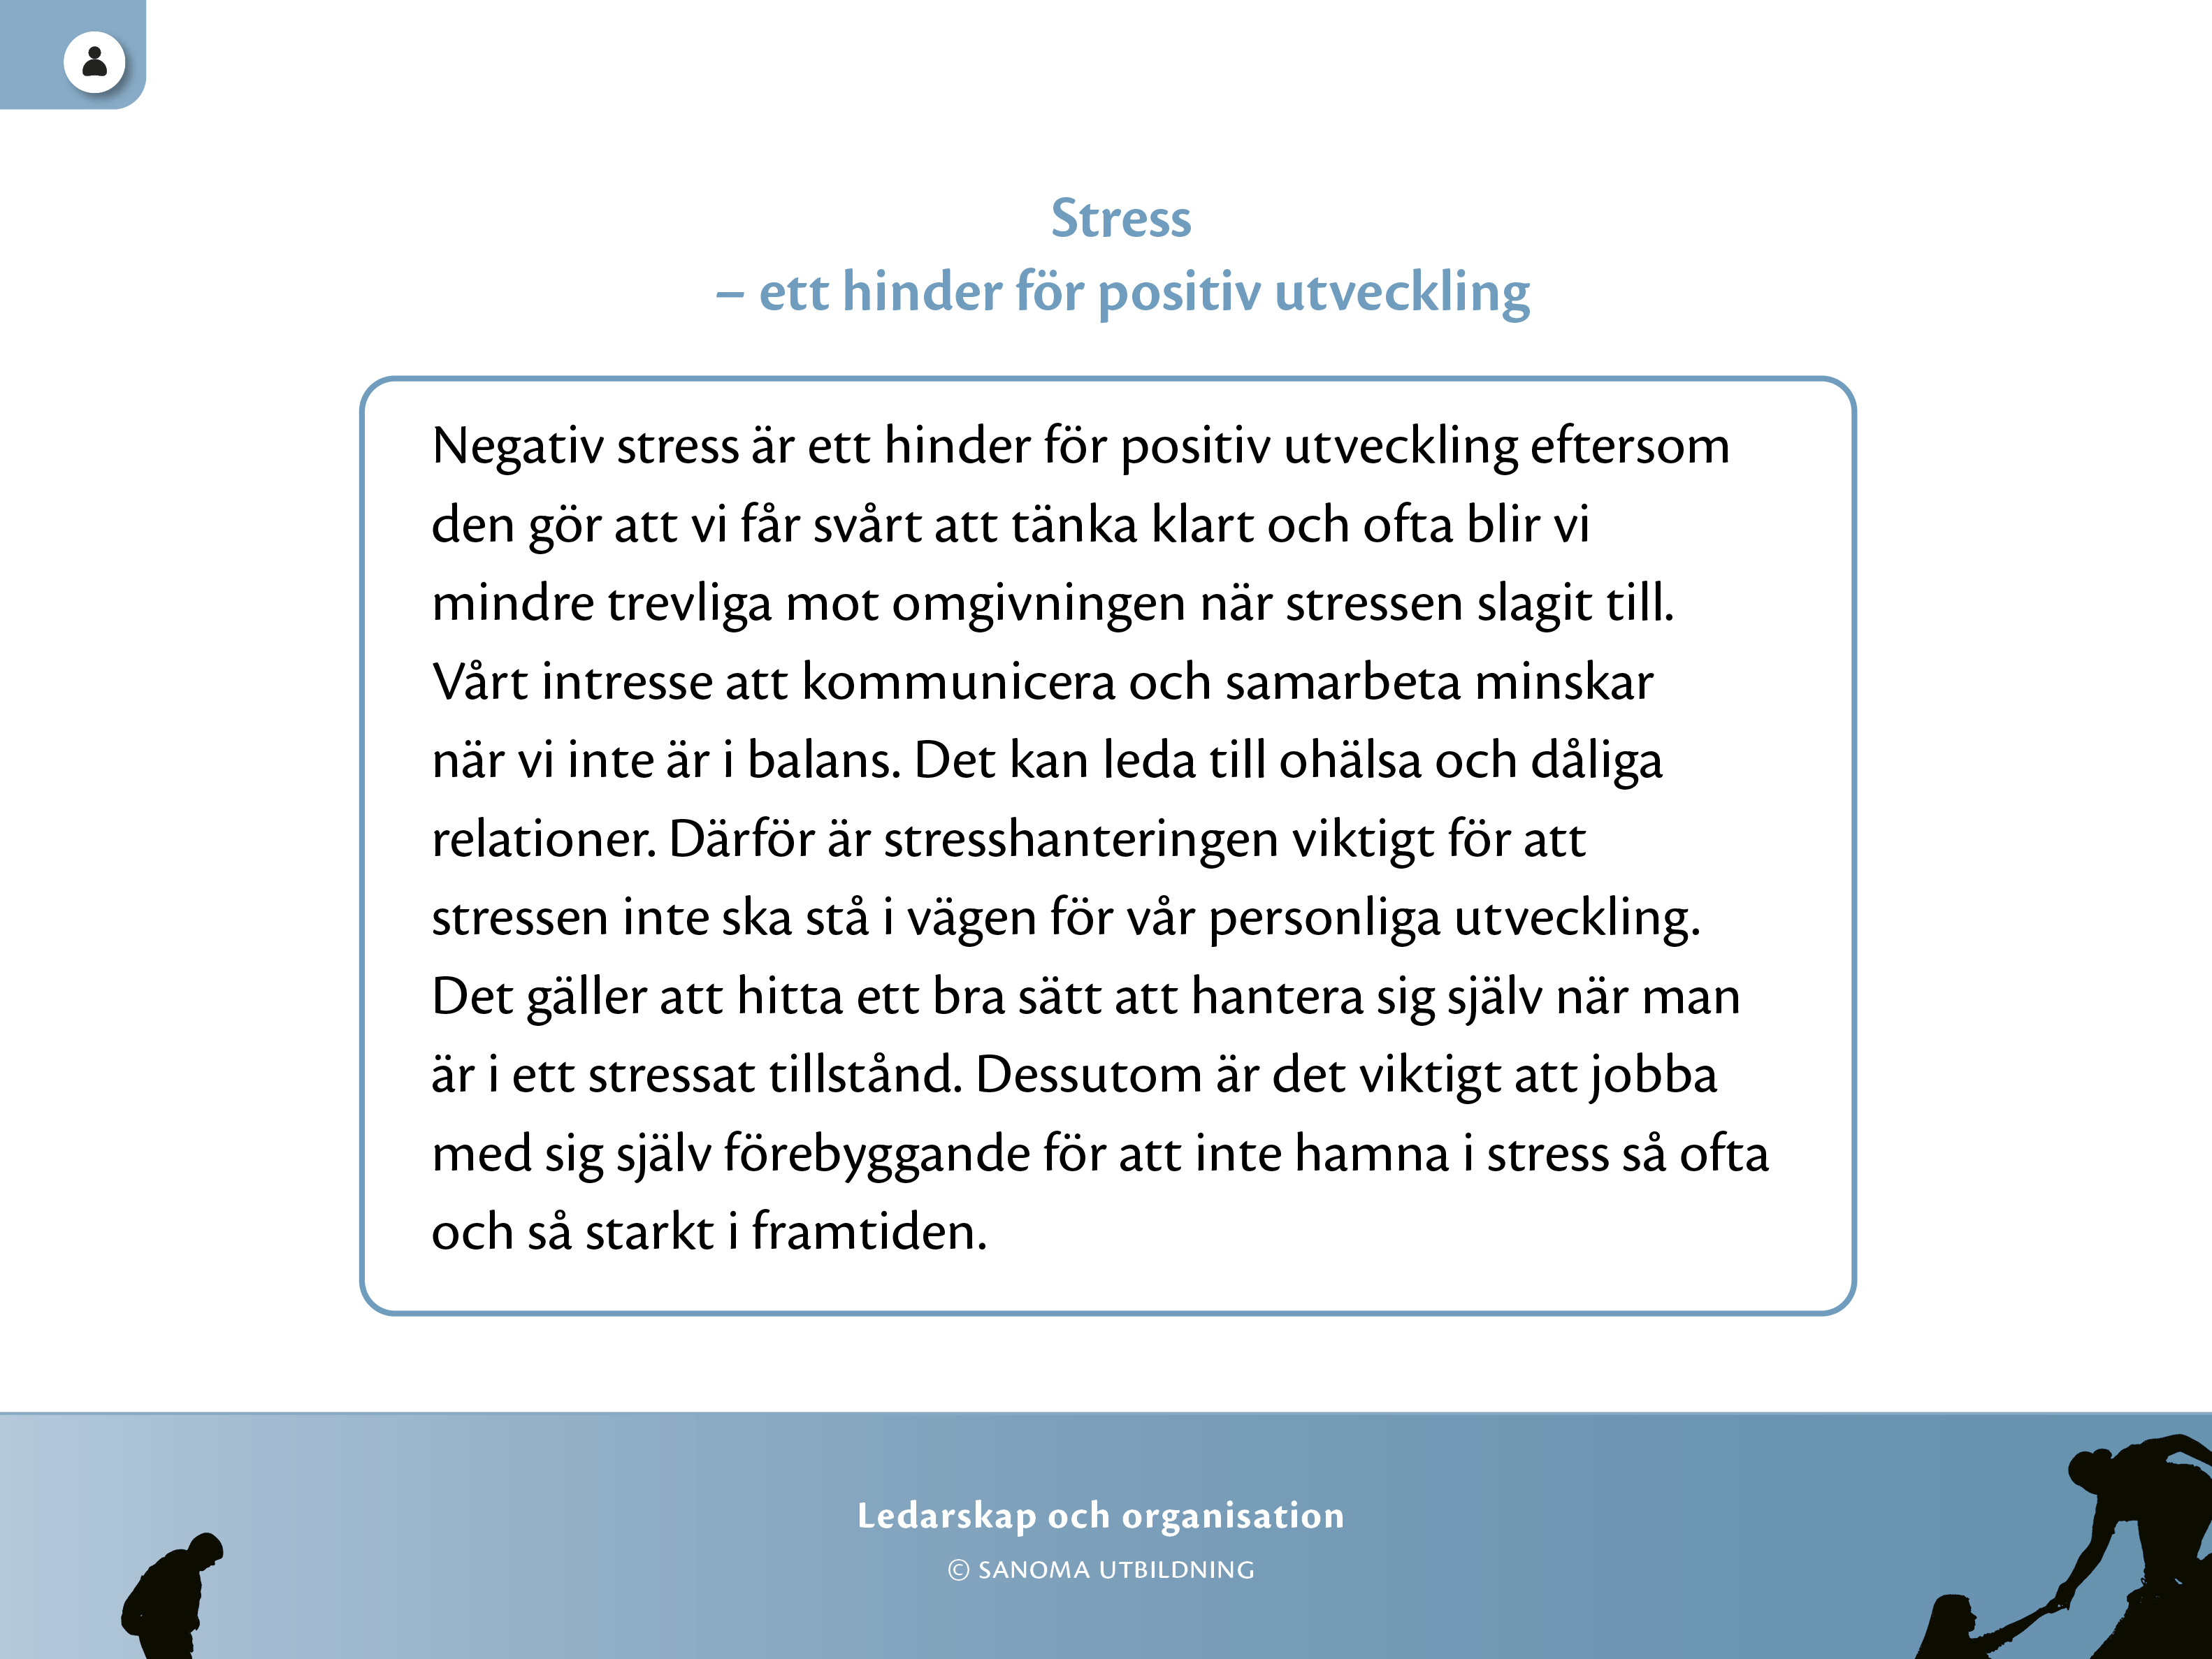 Stress
– ett hinder för positiv utveckling
Negativ stress är ett hinder för positiv utveckling eftersom
den gör att vi får svårt att tänka klart och ofta blir vi
mindre trevliga mot omgivningen när stressen slagit till.
Vårt intresse att kommunicera och samarbeta minskar
när vi inte är i balans. Det kan leda till ohälsa och dåliga
relationer. Därför är stresshanteringen viktigt för att
stressen inte ska stå i vägen för vår personliga utveckling.
Det gäller att hitta ett bra sätt att hantera sig själv när man
är i ett stressat tillstånd. Dessutom är det viktigt att jobba
med sig själv förebyggande för att inte hamna i stress så ofta
och så starkt i framtiden.
Ledarskap och organisation
© SANOMA UTBILDNING